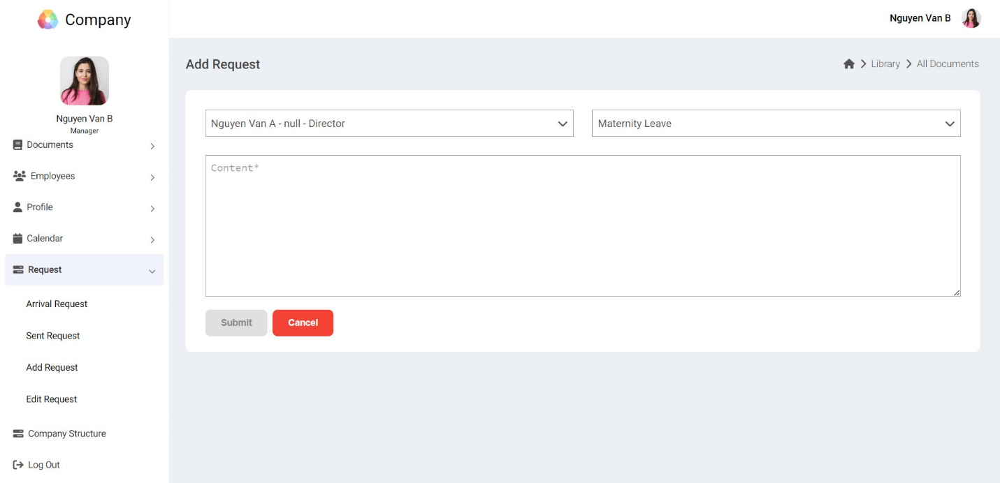 Company
Nguyen Van B
Nguyen Van B
Manager
Documents
Employees
Profile
Calendar
Request
Arrival Request
Sent Request
Add Request
Edit Request
Company Structure
Log Out
Add Request
Library
All Documents
Nguyen Van A - null - Director
Maternity Leave
Content*
Submit
Cancel